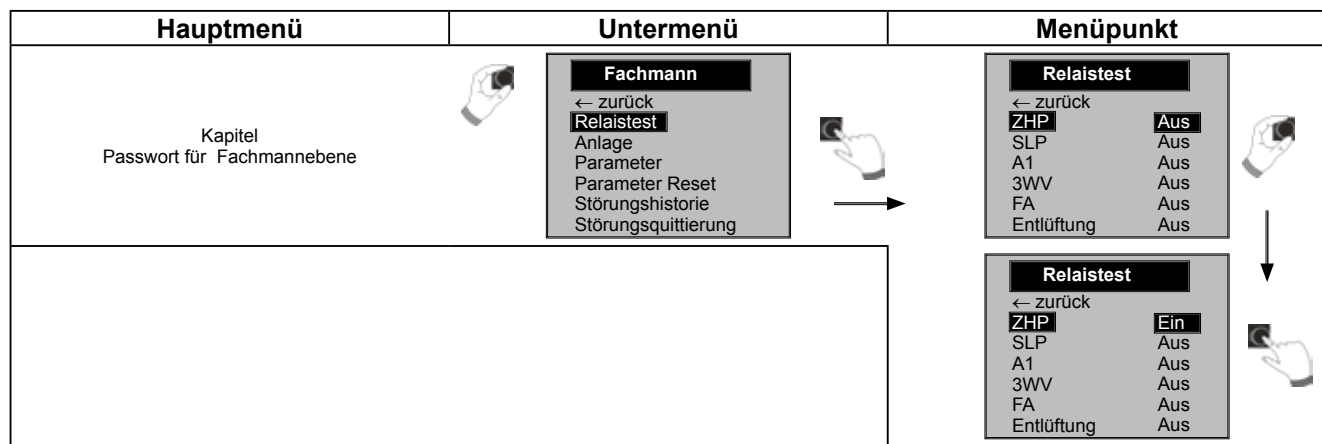 Hauptmenü Untermenü Menüpunkt
Kapitel
Passwort für Fachmannebene
Fachmann
← zurück
Relaistest
Anlage
Parameter
Parameter Reset
Störungshistorie
Störungsquittierung
Relaistest
← zurück
ZHP Aus
SLP Aus
A1 Aus
3WV Aus
FA Aus
Entlüftung Aus
Relaistest
← zurück
ZHP Ein
SLP Aus
A1 Aus
3WV Aus
FA Aus
Entlüftung Aus